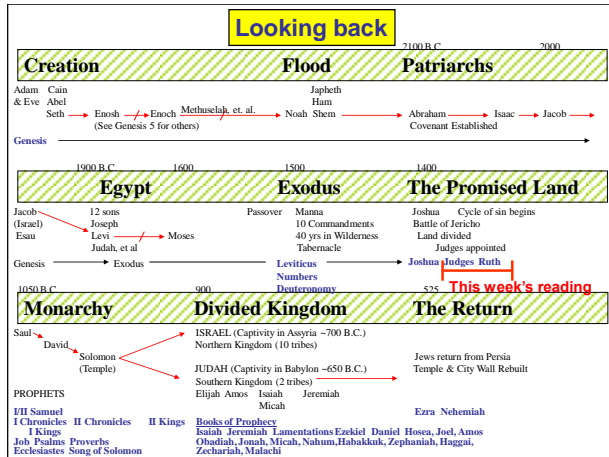 Looking back
2100 B.C. 2000
Creation Flood Patriarchs
Adam Cain Japheth
& Eve Abel Ham
Seth Enosh Enoch Methuselah, et. al. Noah Shem Abraham Isaac Jacob
(See Genesis 5 for others) Covenant Established
Genesis
1900 B.C. 1600 1500 1400
Egypt Exodus The Promised Land
Jacob 12 sons Passover Manna Joshua Cycle of sin begins
(Israel) Joseph 10 Commandments Battle of Jericho
Esau Levi Moses 40 yrs in Wilderness Land divided
Judah, et al Tabernacle Judges appointed
Genesis Exodus Leviticus Joshua Judges Ruth
Numbers
Deuteronomy
This week's reading
1050 B.C. 900 525
Monarchy Divided Kingdom The Return
Saul ISRAEL (Captivity in Assyria ~700 B.C.)
David Northern Kingdom (10 tribes)
Solomon Jews return from Persia
(Temple) Temple & City Wall Rebuilt
JUDAH (Captivity in Babylon ~650 B.C.)
Southern Kingdom (2 tribes)
PROPHETS Elijah Amos Isaiah Jeremiah
Micah
I/II Samuel Ezra Nehemiah
I Chronicles II Chronicles II Kings Books of Prophecy
I Kings Isaiah Jeremiah Lamentations Ezekiel Daniel Hosea, Joel, Amos
Job Psalms Proverbs Obadiah, Jonah, Micah, Nahum, Habakkuk, Zephaniah, Haggai,
Ecclesiastes Song of Solomon Zechariah, Malachi